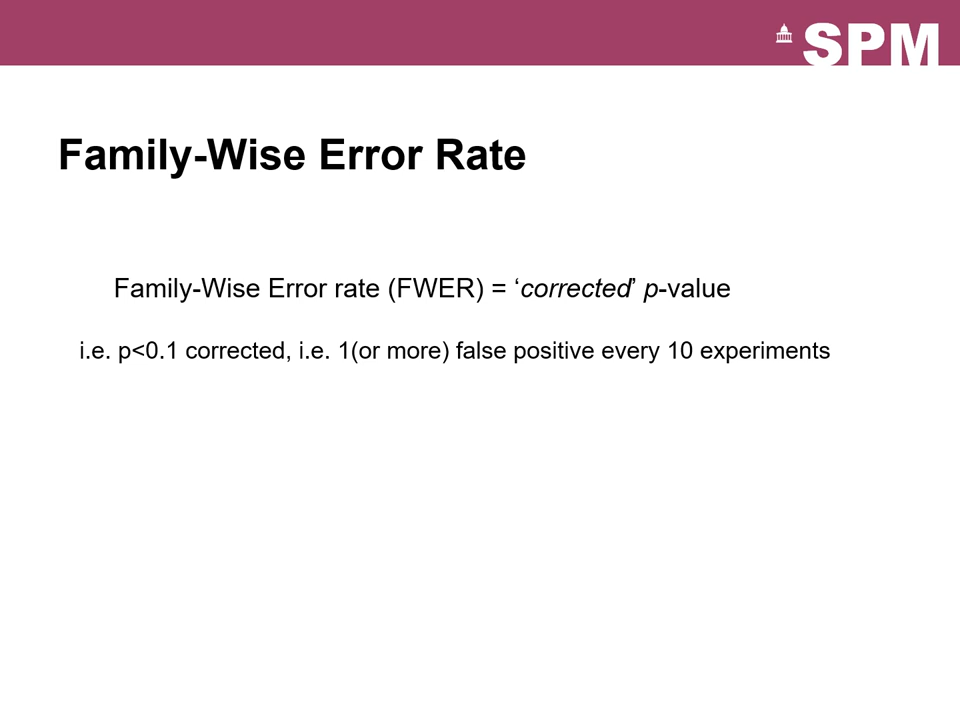 SPM
Family-Wise Error Rate
Family-Wise Error rate (FWER) = ‘corrected’ p-value
i.e. p<0.1 corrected, i.e. 1(or more) false positive every 10 experiments